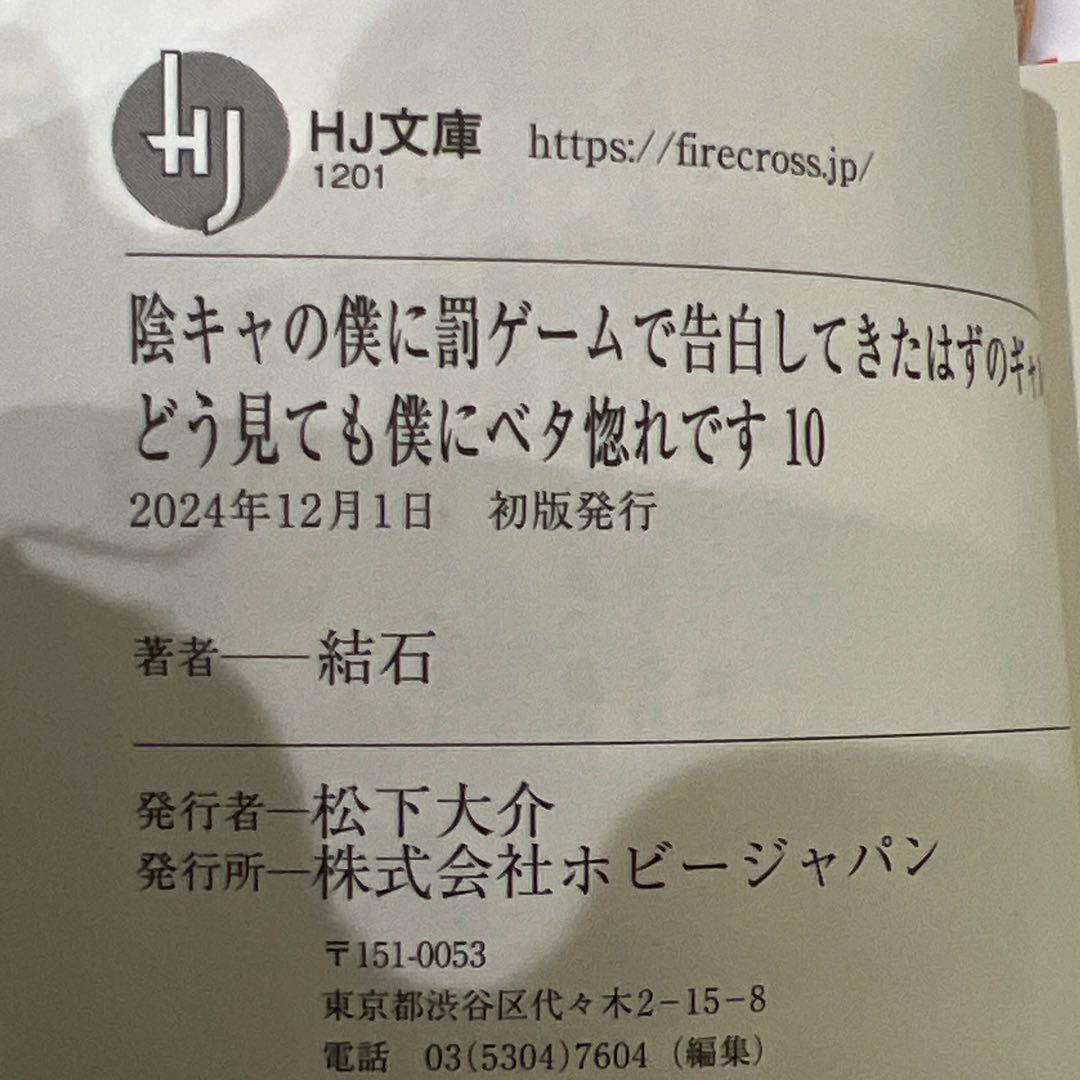 HJ
HJ文庫 https://firecross.jp/
1201
陰キャの僕に罰ゲームで告白してきたはずのギャ
どう見ても僕にベタ惚れです 10
2024年12月1日 初版発行
著者――結石
発行者―松下大介
発行所―株式会社ホビージャパン
〒151-0053
東京都渋谷区代々木2-15-8
電話 03(5304)7604（編集）